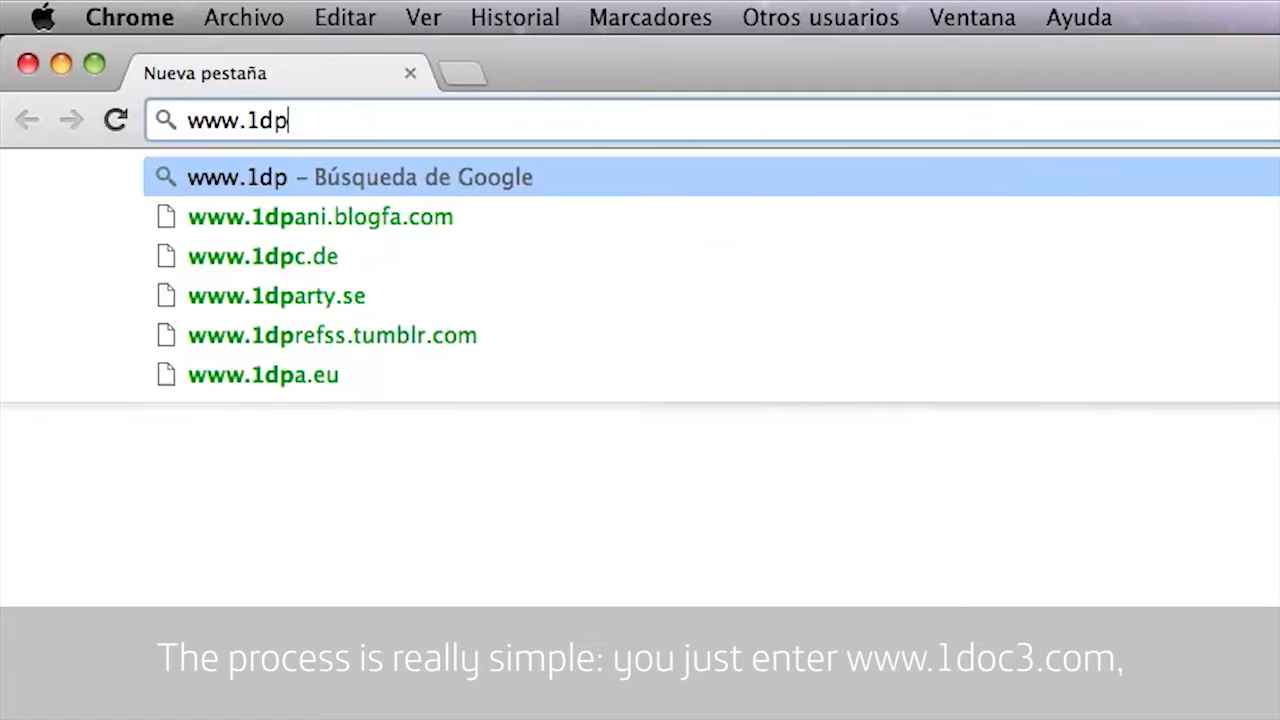 Chrome Archivo Editar Ver Historial Marcadores Otros usuarios Ventana Ayuda
Nueva pestaña
www.1dp
www.1dp – Búsqueda de Google
www.1dpani.blogfa.com
www.1dpc.de
www.1dparty.se
www.1dprefss.tumblr.com
www.1dpa.eu
The process is really simple: you just enter www.1doc3.com,